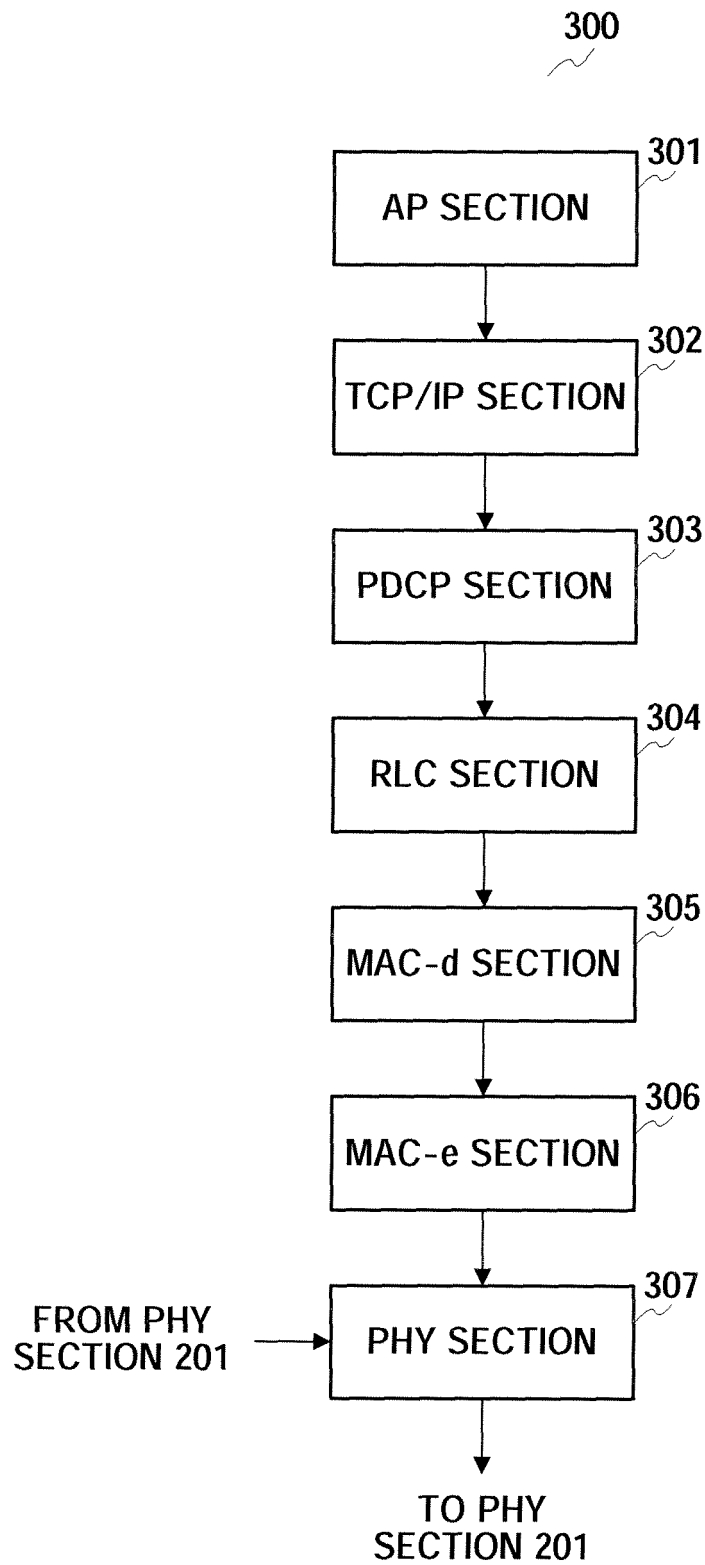 300
301
AP SECTION
302
TCP/IP SECTION
303
PDCP SECTION
304
RLC SECTION
305
MAC-d SECTION
306
MAC-e SECTION
307
FROM PHY
SECTION 201
PHY SECTION
TO PHY
SECTION 201